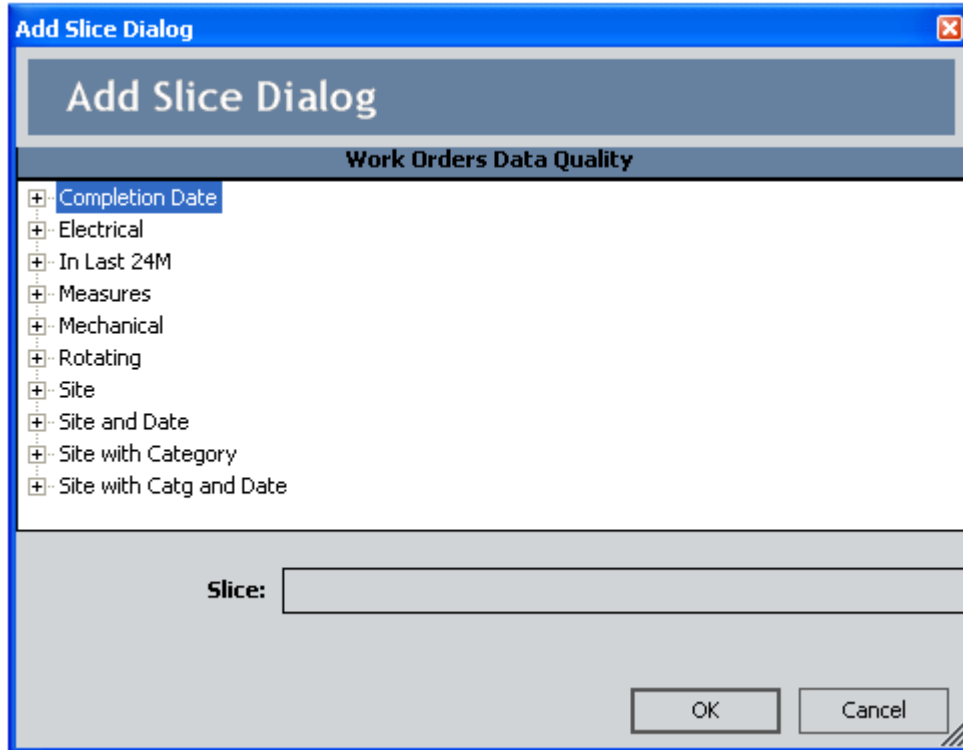 Add Slice Dialog
Add Slice Dialog
Work Orders Data Quality
Completion Date
Electrical
In Last 24M
Measures
Mechanical
Rotating
Site
Site and Date
Site with Category
Site with Catg and Date
Slice:
OK
Cancel